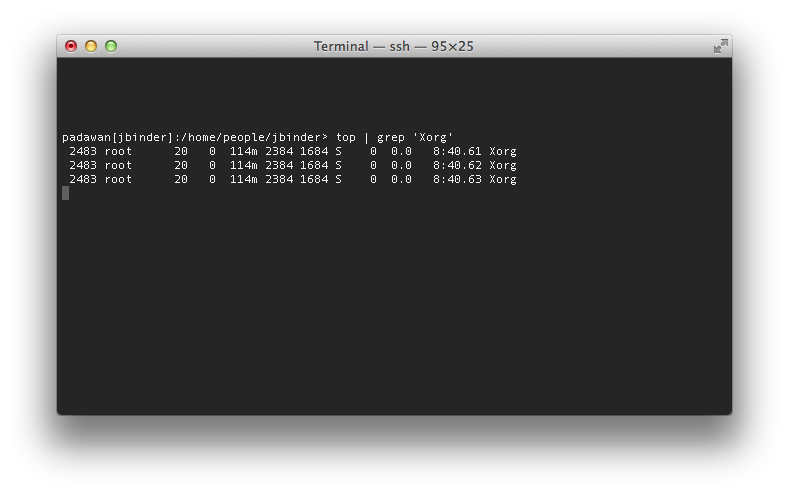 Terminal — ssh — 95×25
padawan[jbinder]:/home/people/jbinder> top | grep 'Xorg'
 2483 root      20   0  114m 2384 1684 S    0  0.0   8:40.61 Xorg
 2483 root      20   0  114m 2384 1684 S    0  0.0   8:40.62 Xorg
 2483 root      20   0  114m 2384 1684 S    0  0.0   8:40.63 Xorg